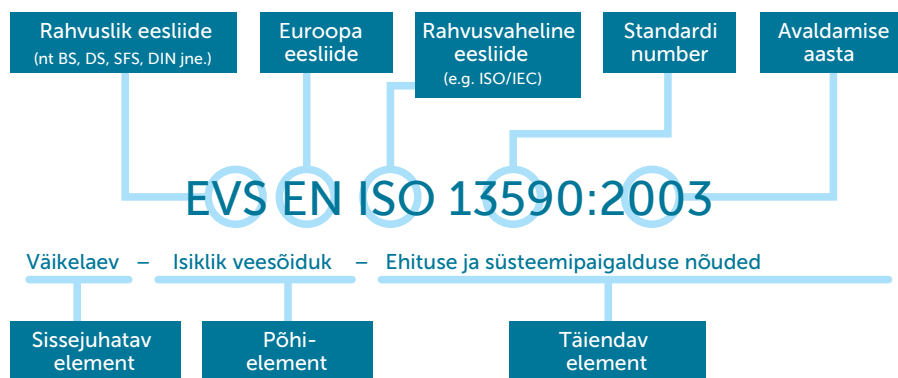 Rahvuslik eesliide
(nt BS, DS, SFS, DIN jne.)
Euroopa
eesliide
Rahvusvaheline
eesliide
(e.g. ISO/IEC)
Standardi
number
Avaldamise
aasta
EVS EN ISO 13590:2003
Väikelaev – Isiklik veesõiduk – Ehituse ja süsteemipaigalduse nõuded
Sissejuhatav
element
Põhi-
element
Täiendav
element